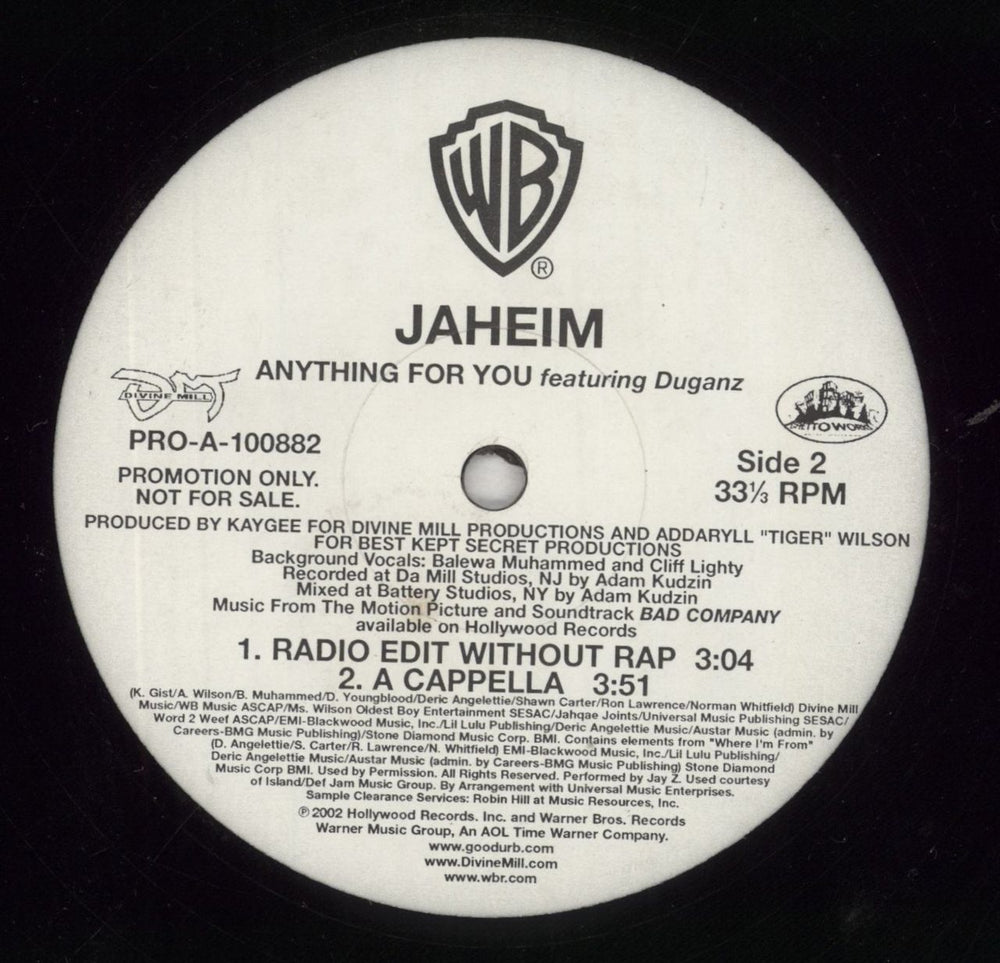 WB
®
JAHEIM
ANYTHING FOR YOU featuring Duganz
DIVINE MILL
PRO-A-100882
PROMOTION ONLY.
NOT FOR SALE.
Side 2
33⅓ RPM
PRODUCED BY KAYGEE FOR DIVINE MILL PRODUCTIONS AND ADDARYLL "TIGER" WILSON
FOR BEST KEPT SECRET PRODUCTIONS
Background Vocals: Balewa Muhammed and Cliff Lighty
Recorded at Da Mill Studios, NJ by Adam Kudzin
Mixed at Battery Studios, NY by Adam Kudzin
Music From The Motion Picture and Soundtrack BAD COMPANY
available on Hollywood Records
1. RADIO EDIT WITHOUT RAP 3:04
2. A CAPPELLA 3:51
(K. Gist/A. Wilson/B. Muhammed/D. Youngblood/Deric Angelettie/Shawn Carter/Ron Lawrence/Norman Whitfield) Divine Mill
Music/WB Music ASCAP/Ms. Wilson Oldest Boy Entertainment SESAC/Jahqae Joints/Universal Music Publishing SESAC/
Word 2 Weef ASCAP/EMI-Blackwood Music, Inc./Lil Lulu Publishing/Deric Angelettie Music/Austar Music (admin. by
Careers-BMG Music Publishing)/Stone Diamond Music Corp. BMI. Contains elements from "Where I'm From"
(D. Angelettie/S. Carter/R. Lawrence/N. Whitfield) EMI-Blackwood Music, Inc./Lil Lulu Publishing/
Deric Angelettie Music/Austar Music (admin. by Careers-BMG Music Publishing) Stone Diamond
Music Corp BMI. Used by Permission. All Rights Reserved. Performed by Jay Z. Used courtesy
of Island/Def Jam Music Group. By Arrangement with Universal Music Enterprises.
Sample Clearance Services: Robin Hill at Music Resources, Inc.
℗ 2002 Hollywood Records. Inc. and Warner Bros. Records
Warner Music Group, An AOL Time Warner Company.
www.goodurb.com
www.DivineMill.com
www.wbr.com